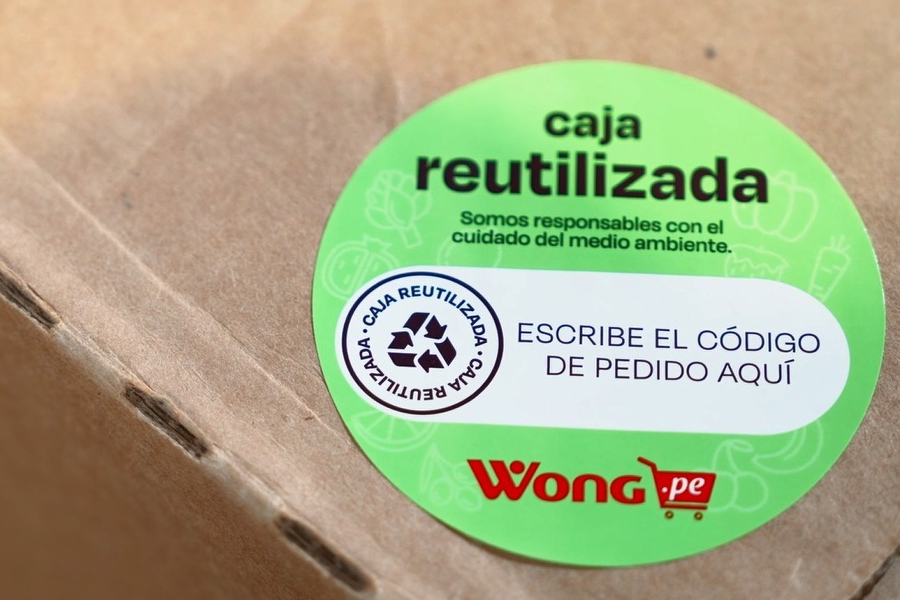 caja
reutilizada
Somos responsables con el
cuidado del medio ambiente.
• CAJA REUTILIZADA • CAJA REUTILIZADA
ESCRIBE EL CÓDIGO
DE PEDIDO AQUÍ
Wong.pe